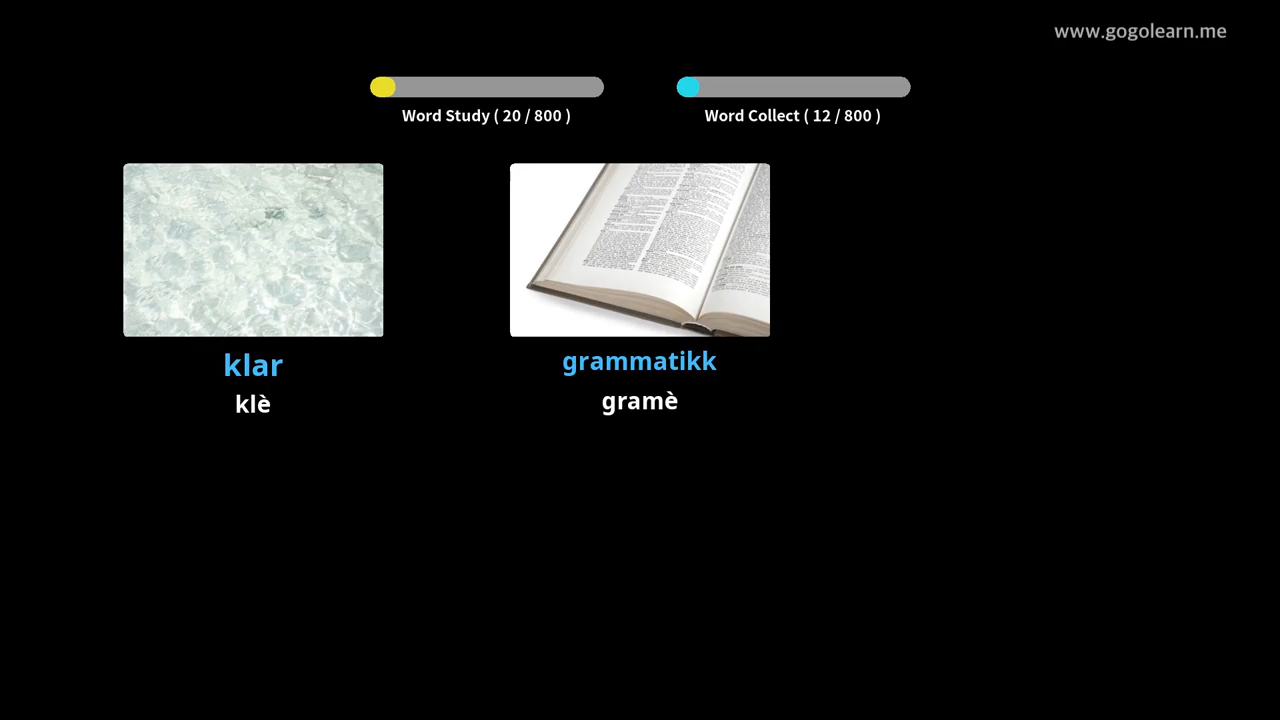 www.gogolearn.me
Word Study ( 20 / 800 )
Word Collect ( 12 / 800 )
klar
klè
grammatikk
gramè